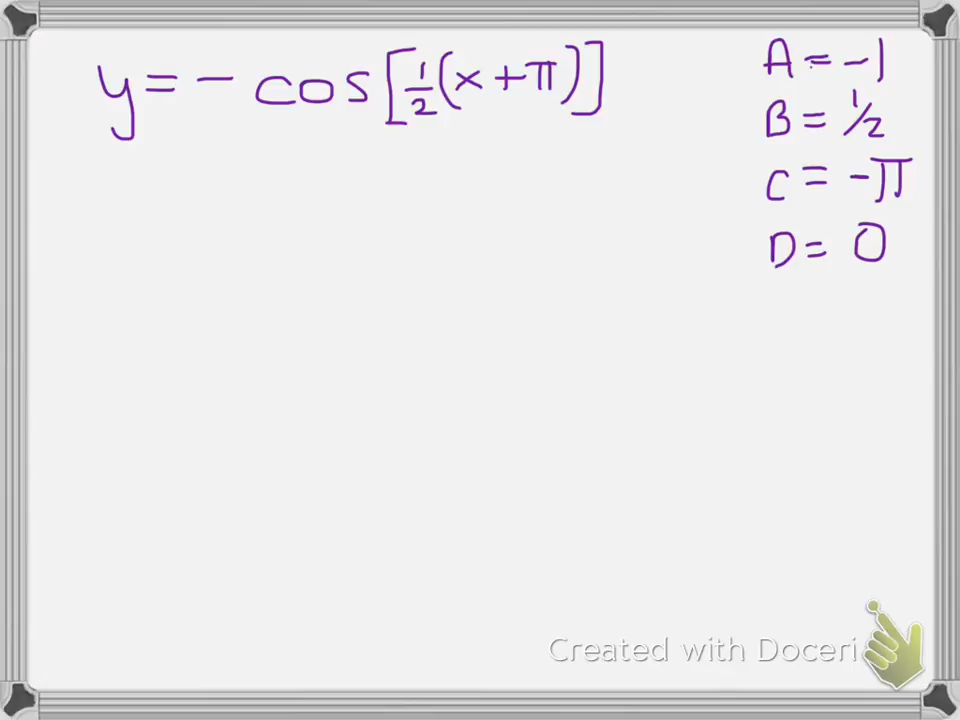 y = - cos[½(x+π)]
A = -1
B = ½
C = -π
D = 0
Created with Doceri